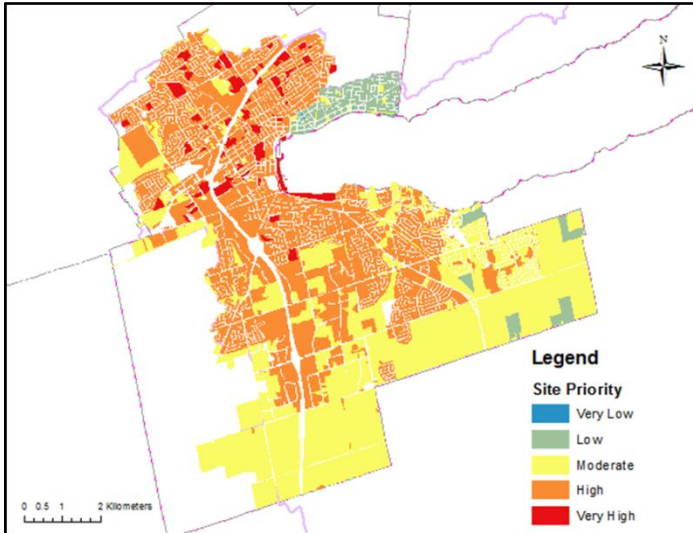 N
Legend
Site Priority
Very Low
Low
Moderate
High
Very High
0 0.5 1 2 Kilometers